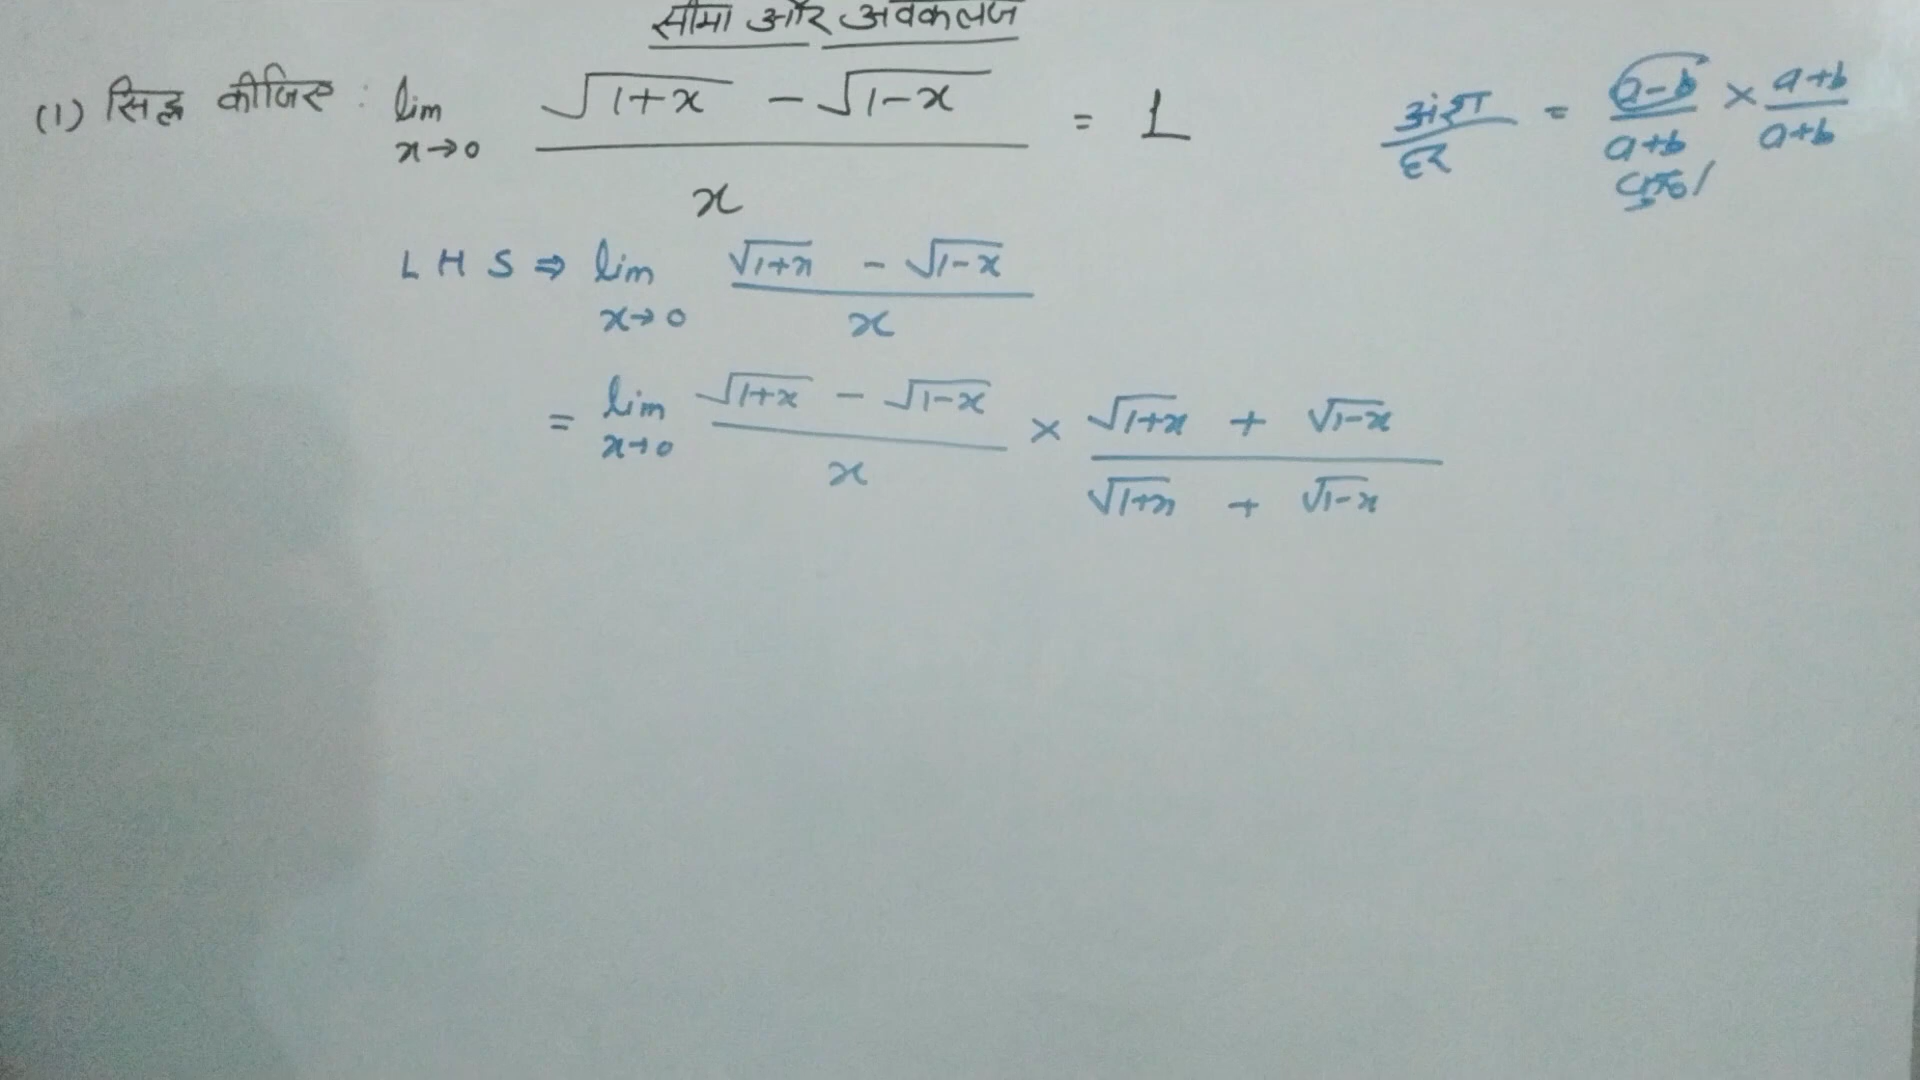 सीमा और अवकलज
(1) सिद्ध कीजिए : lim x→0 (√1+x - √1-x) / x = 1
अंश / हर = (a-b) / (a+b) × (a+b) / (a+b)
LHS ⇒ lim x→0 (√1+x - √1-x) / x
= lim x→0 (√1+x - √1-x) / x × (√1+x + √1-x) / (√1+x + √1-x)